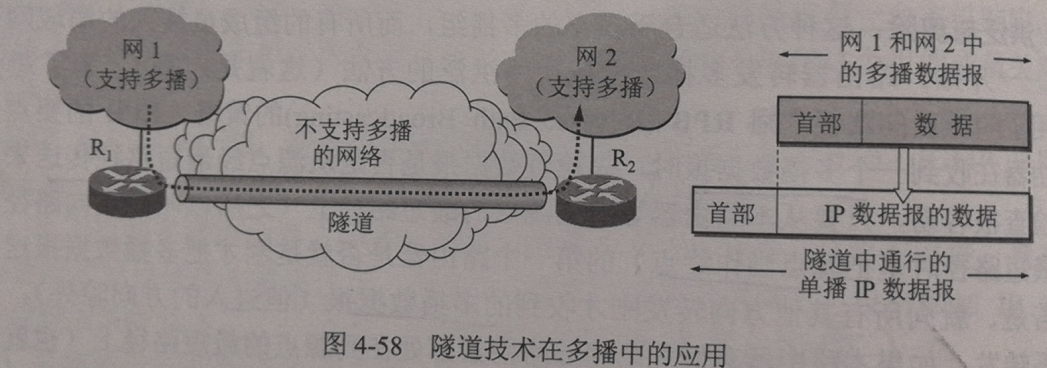 网 1
（支持多播）
R1
不支持多播
的网络
隧道
网 2
（支持多播）
R2
网 1 和网 2 中
的多播数据报
首部 数 据
首部 IP 数据报的数据
隧道中通行的
单播 IP 数据报
图 4-58 隧道技术在多播中的应用